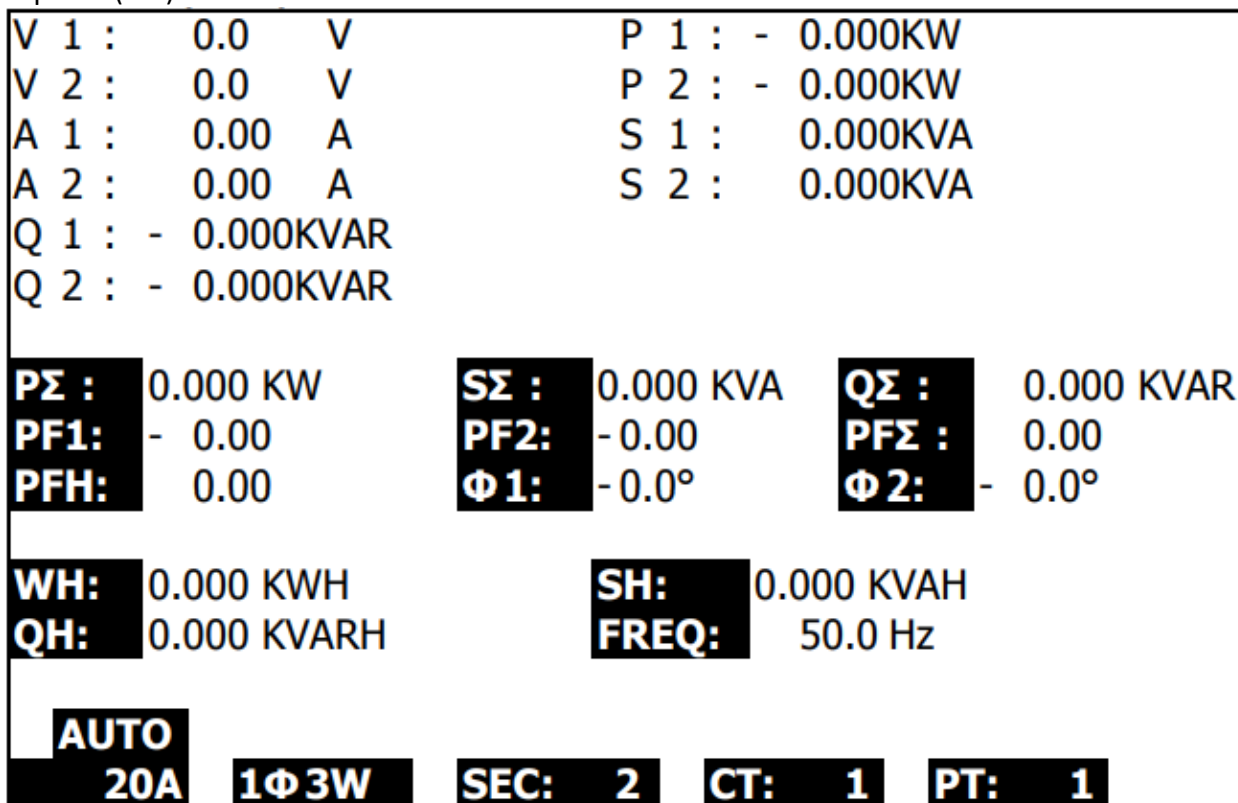 V 1 : 0.0 V P 1 : - 0.000KW
V 2 : 0.0 V P 2 : - 0.000KW
A 1 : 0.00 A S 1 : 0.000KVA
A 2 : 0.00 A S 2 : 0.000KVA
Q 1 : - 0.000KVAR
Q 2 : - 0.000KVAR
PΣ : 0.000 KW SΣ : 0.000 KVA QΣ : 0.000 KVAR
PF1: - 0.00 PF2: -0.00 PFΣ : 0.00
PFH: 0.00 Φ1: -0.0° Φ2: - 0.0°
WH: 0.000 KWH SH: 0.000 KVAH
QH: 0.000 KVARH FREQ: 50.0 Hz
AUTO
20A 1Φ3W SEC: 2 CT: 1 PT: 1